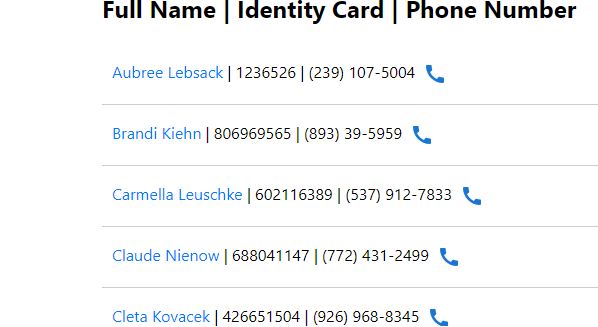 Full Name | Identity Card | Phone Number
Aubree Lebsack | 1236526 | (239) 107-5004
Brandi Kiehn | 806969565 | (893) 39-5959
Carmella Leuschke | 602116389 | (537) 912-7833
Claude Nienow | 688041147 | (772) 431-2499
Cleta Kovacek | 426651504 | (926) 968-8345